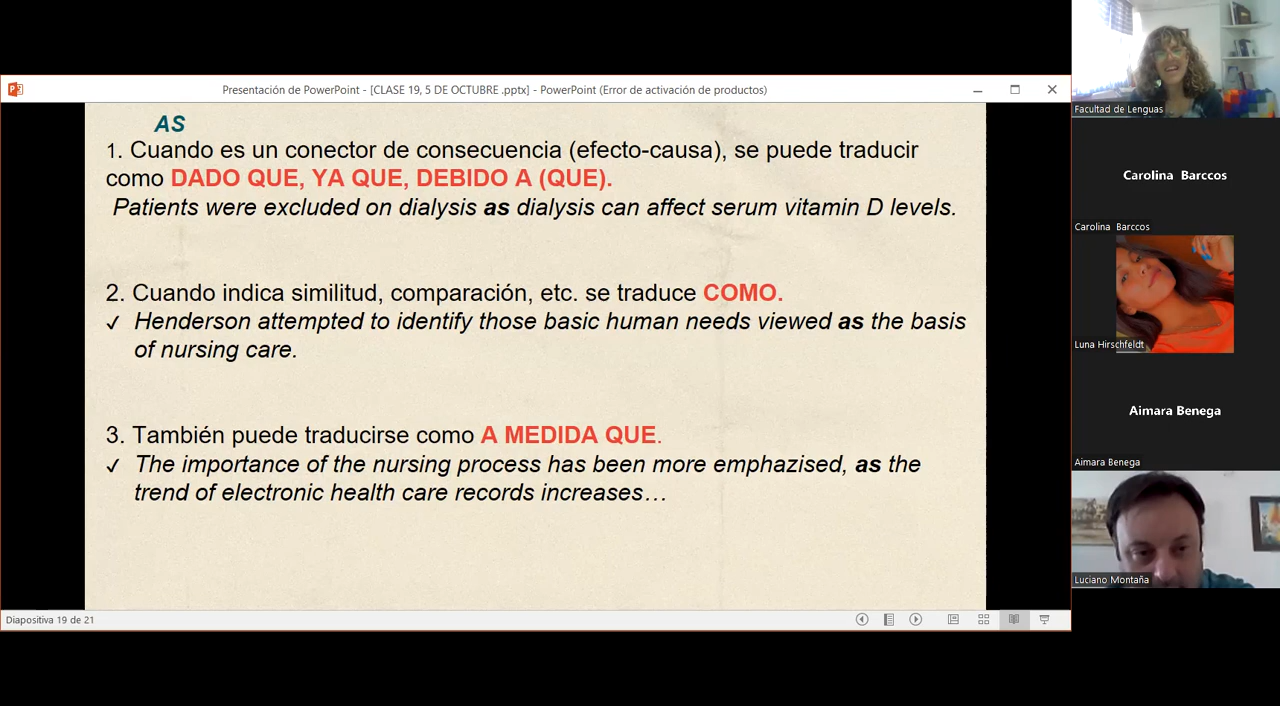 Presentación de PowerPoint - [CLASE 19, 5 DE OCTUBRE .pptx] - PowerPoint (Error de activación de productos)
AS
1. Cuando es un conector de consecuencia (efecto-causa), se puede traducir
como DADO QUE, YA QUE, DEBIDO A (QUE).
Patients were excluded on dialysis as dialysis can affect serum vitamin D levels.
2. Cuando indica similitud, comparación, etc. se traduce COMO.
✓ Henderson attempted to identify those basic human needs viewed as the basis
of nursing care.
3. También puede traducirse como A MEDIDA QUE.
✓ The importance of the nursing process has been more emphazised, as the
trend of electronic health care records increases…
Diapositiva 19 de 21
Facultad de Lenguas
Carolina Barccos
Carolina Barccos
Luna Hirschfeldt
Aimara Benega
Aimara Benega
Luciano Montaña